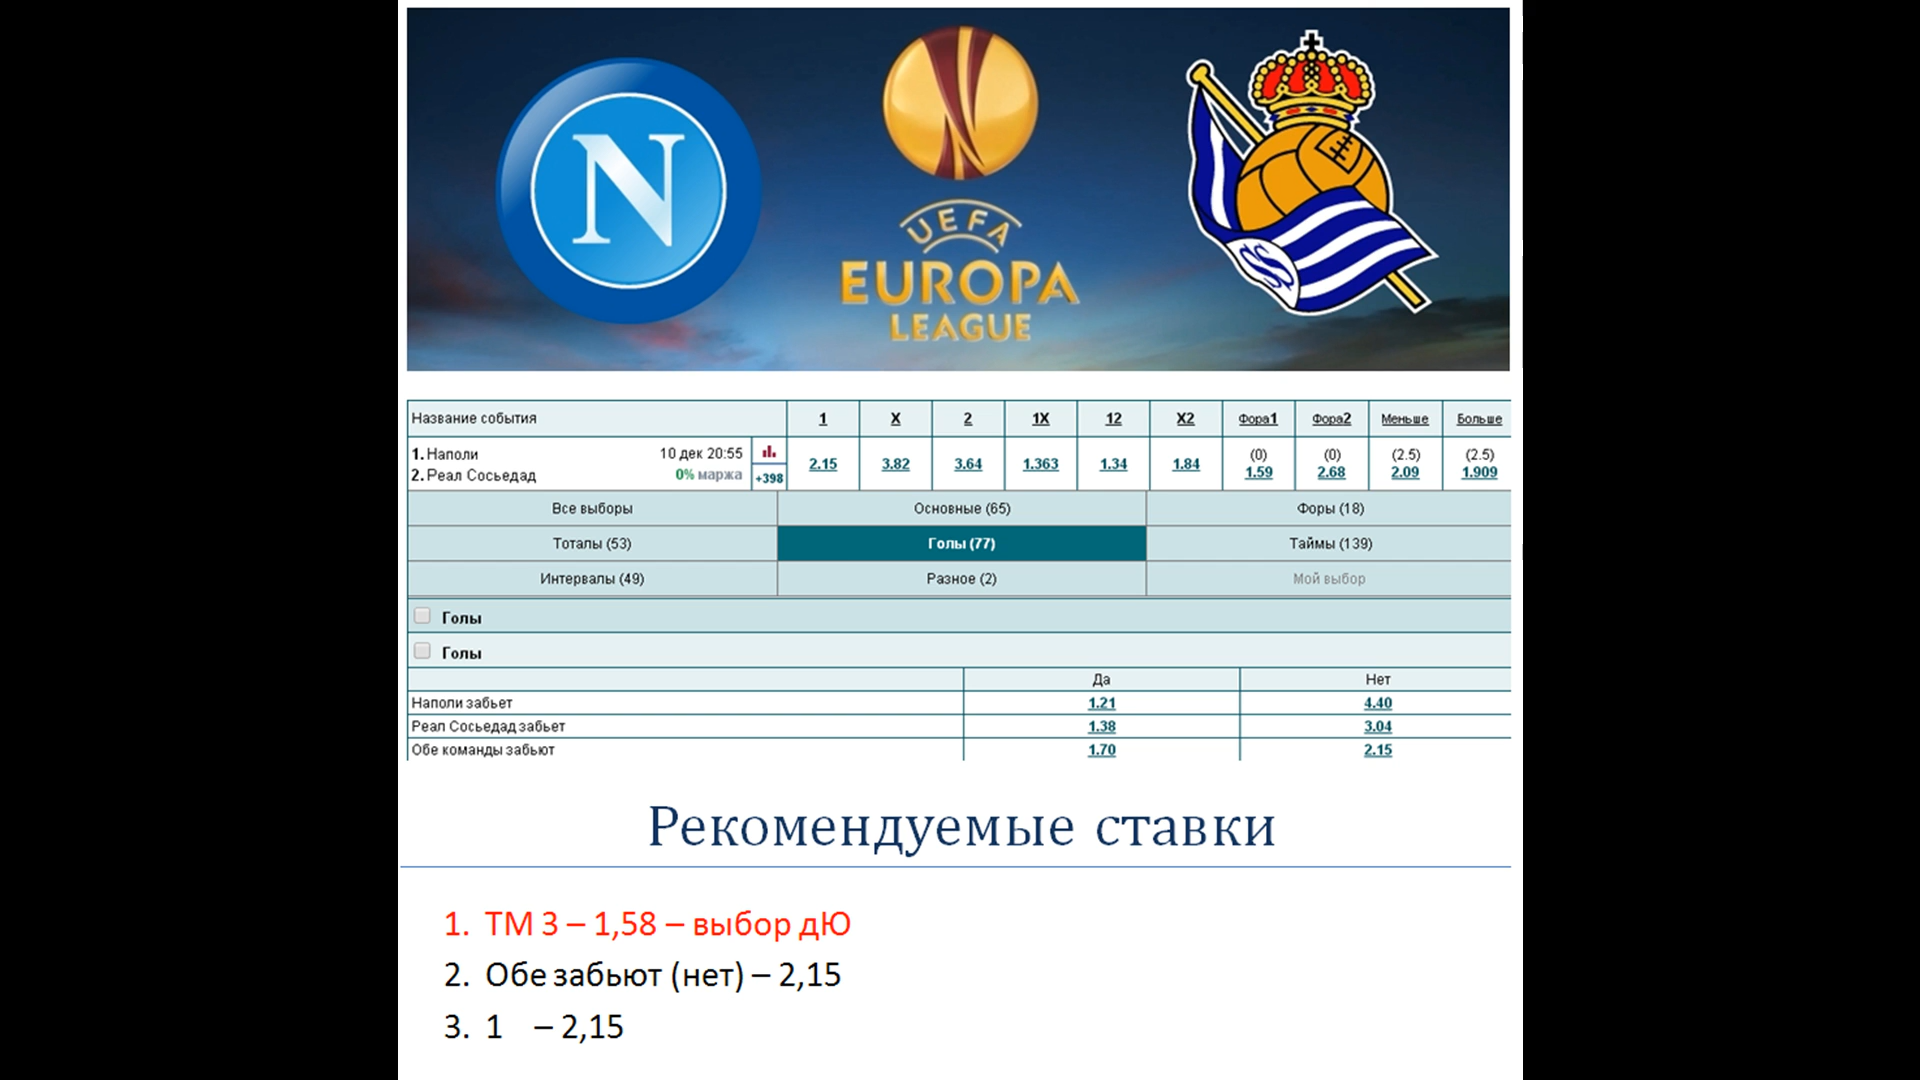 N
UEFA
EUROPA
LEAGUE
Название события 1 X 2 1X 12 X2 Фора1 Фора2 Меньше Больше
1. Наполи 10 дек 20:55 (0) (0) (2.5) (2.5)
2.15 3.82 3.64 1.363 1.34 1.84
2. Реал Сосьедад 0% маржа +398 1.59 2.68 2.09 1.909
Все выборы Основные (65) Форы (18)
Тоталы (53) Голы (77) Таймы (139)
Интервалы (49) Разное (2) Мой выбор
Голы
Голы
Да Нет
Наполи забьет 1.21 4.40
Реал Сосьедад забьет 1.38 3.04
Обе команды забьют 1.70 2.15
Рекомендуемые ставки
1. ТМ 3 – 1,58 – выбор дЮ
2. Обе забьют (нет) – 2,15
3. 1 – 2,15